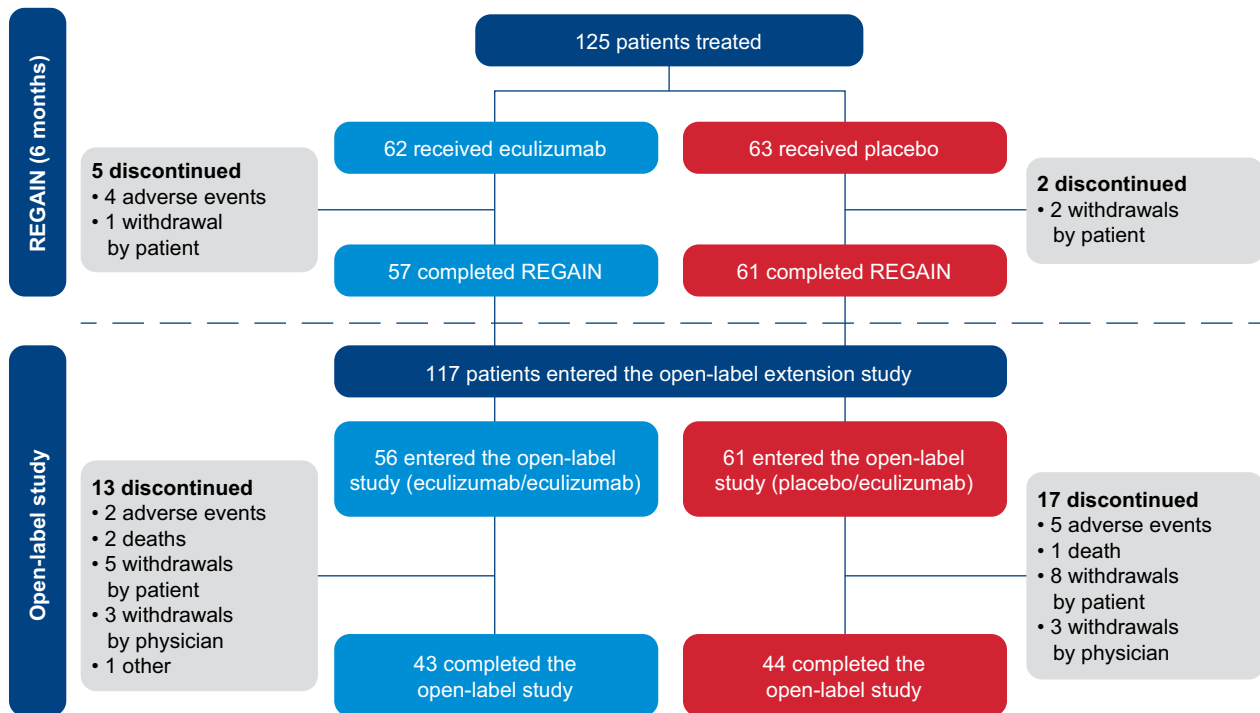 REGAIN (6 months)
125 patients treated
62 received eculizumab
63 received placebo
5 discontinued
• 4 adverse events
• 1 withdrawal
by patient
2 discontinued
• 2 withdrawals
by patient
57 completed REGAIN
61 completed REGAIN
Open-label study
117 patients entered the open-label extension study
56 entered the open-label
study (eculizumab/eculizumab)
61 entered the open-label
study (placebo/eculizumab)
13 discontinued
• 2 adverse events
• 2 deaths
• 5 withdrawals
by patient
• 3 withdrawals
by physician
• 1 other
17 discontinued
• 5 adverse events
• 1 death
• 8 withdrawals
by patient
• 3 withdrawals
by physician
43 completed the
open-label study
44 completed the
open-label study